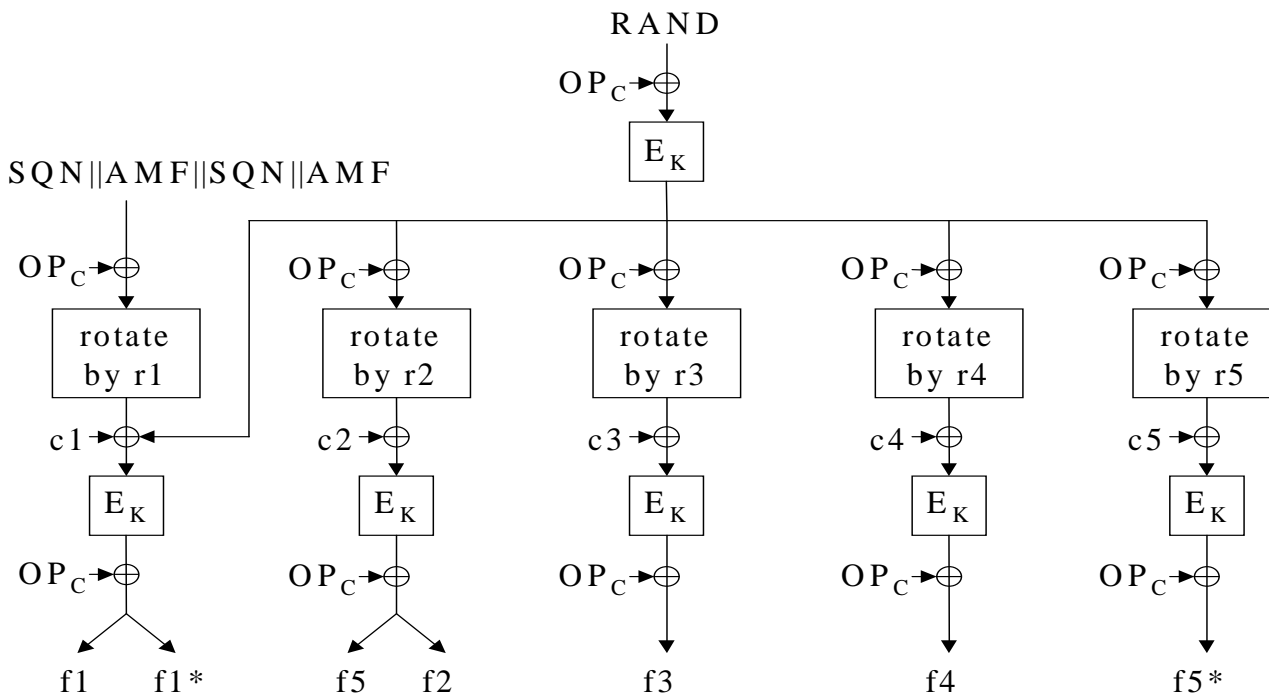 RAND
OPC
EK
SQN||AMF||SQN||AMF
OPC OPC OPC OPC OPC
rotate by r1
rotate by r2
rotate by r3
rotate by r4
rotate by r5
c1 c2 c3 c4 c5
EK EK EK EK EK
OPC OPC OPC OPC OPC
f1 f1* f5 f2 f3 f4 f5*